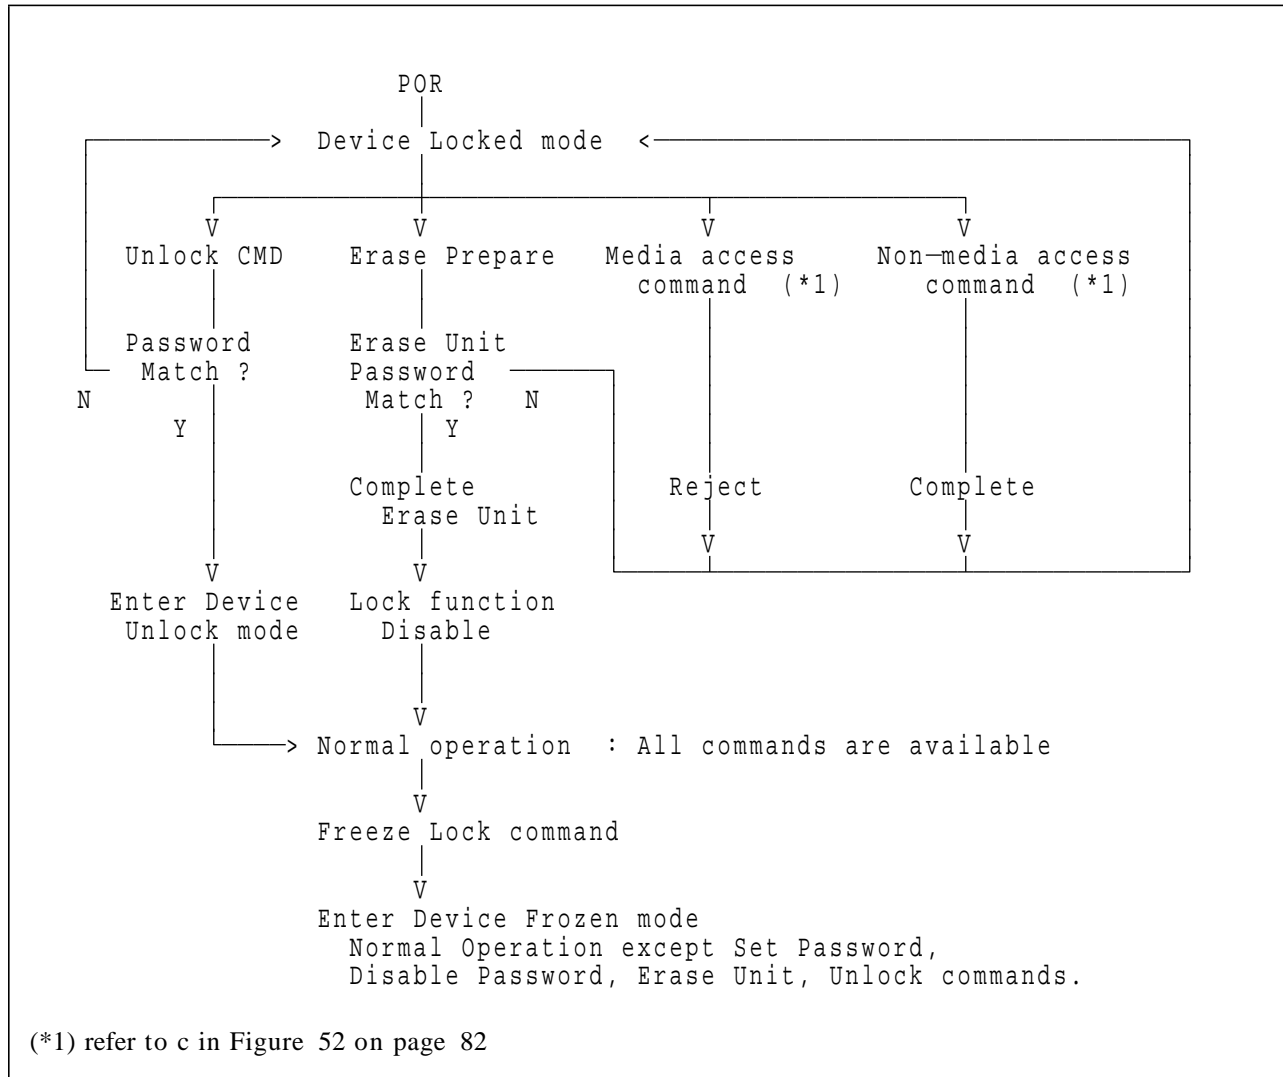 POR
Device Locked mode <
>
V V V V
Unlock CMD Erase Prepare Media access Non-media access
command (*1) command (*1)
Password Erase Unit
Match ? Password
N Match ? N
Y Y
Complete Reject Complete
Erase Unit
V V
V V
Enter Device Lock function
Unlock mode Disable
V
> Normal operation : All commands are available
V
Freeze Lock command
V
Enter Device Frozen mode
Normal Operation except Set Password,
Disable Password, Erase Unit, Unlock commands.
(*1) refer to c in Figure 52 on page 82